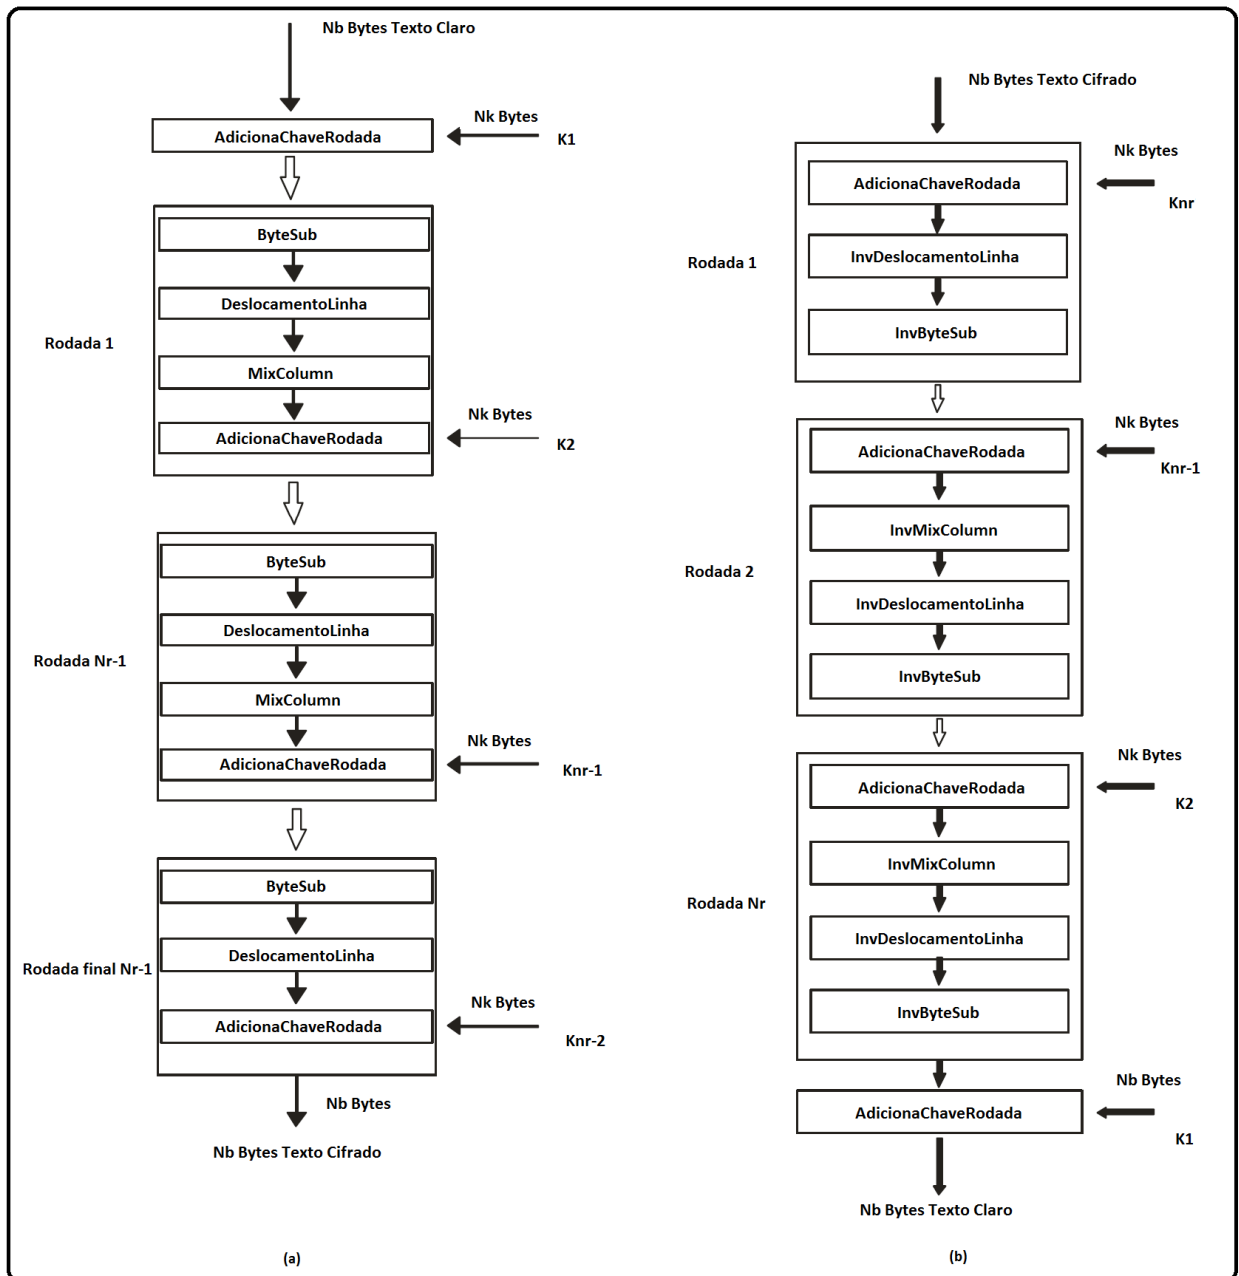 Nb Bytes Texto Claro
AdicionaChaveRodada
Nk Bytes
K1
Rodada 1
ByteSub
DeslocamentoLinha
MixColumn
AdicionaChaveRodada
Nk Bytes
K2
Rodada Nr-1
ByteSub
DeslocamentoLinha
MixColumn
AdicionaChaveRodada
Nk Bytes
Knr-1
Rodada final Nr-1
ByteSub
DeslocamentoLinha
AdicionaChaveRodada
Nk Bytes
Knr-2
Nb Bytes
Nb Bytes Texto Cifrado
(a)
Nb Bytes Texto Cifrado
Rodada 1
AdicionaChaveRodada
Nk Bytes
Knr
InvDeslocamentoLinha
InvByteSub
Rodada 2
AdicionaChaveRodada
Nk Bytes
Knr-1
InvMixColumn
InvDeslocamentoLinha
InvByteSub
Rodada Nr
AdicionaChaveRodada
Nk Bytes
K2
InvMixColumn
InvDeslocamentoLinha
InvByteSub
AdicionaChaveRodada
Nb Bytes
K1
Nb Bytes Texto Claro
(b)